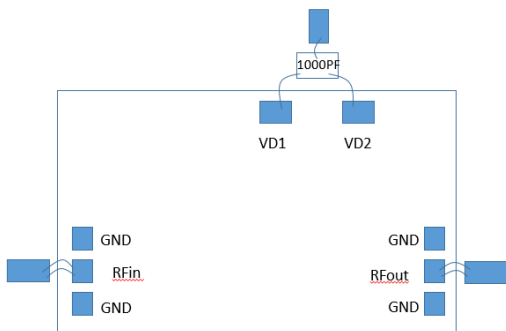 1000PF
VD1
VD2
GND
GND
RFin
RFout
GND
GND